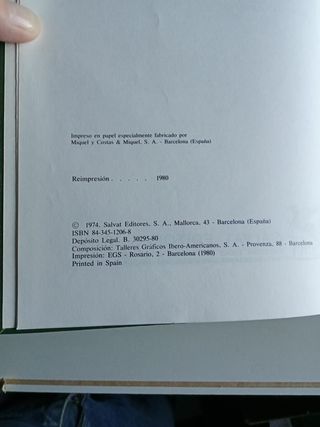 Impreso en papel especialmente fabricado por
Miquel y Costas & Miquel, S. A. - Barcelona (España)
Reimpresión . . . . . 1980
© 1974, Salvat Editores, S. A., Mallorca, 43 - Barcelona (España)
ISBN 84-345-1206-8
Depósito Legal. B. 30295-80
Composición: Talleres Gráficos Ibero-Americanos, S. A. - Provenza, 88 - Barcelona
Impresión: EGS - Rosario, 2 - Barcelona (1980)
Printed in Spain